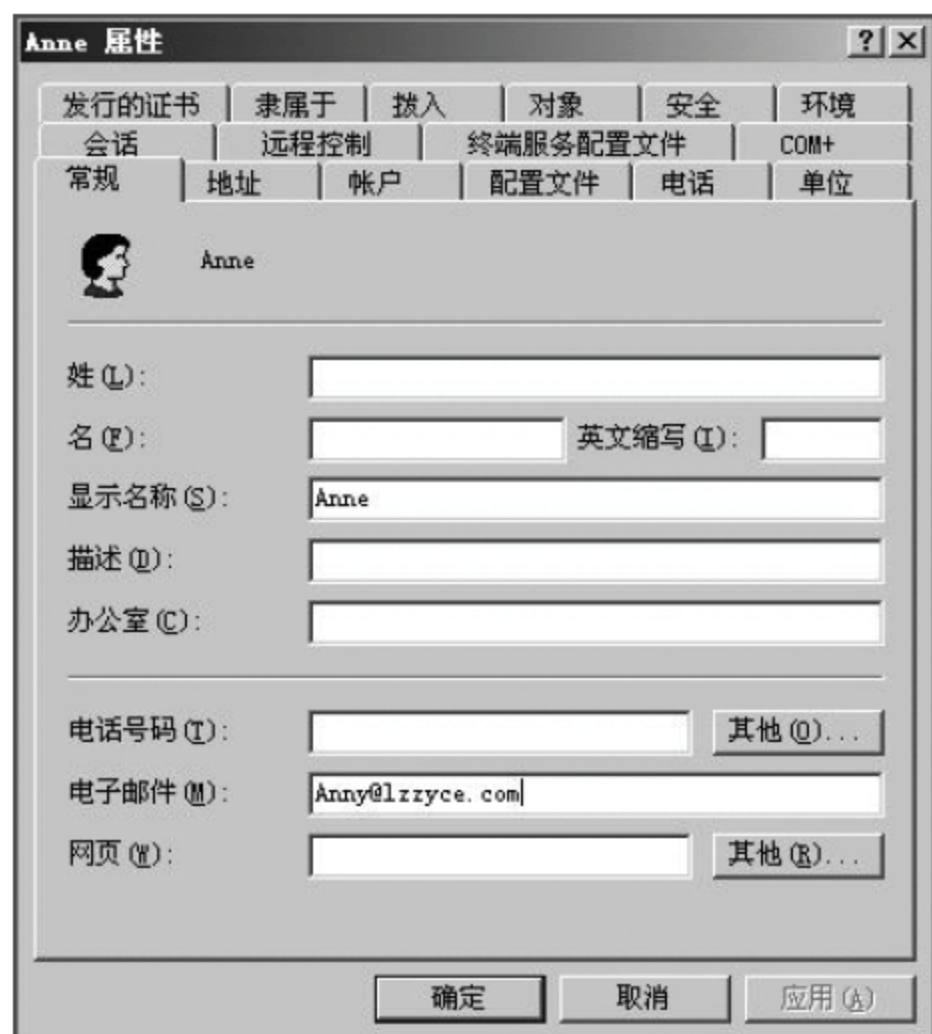 Anne 属性
发行的证书 隶属于 拨入 对象 安全 环境
会话 远程控制 终端服务配置文件 COM+
常规 地址 帐户 配置文件 电话 单位
Anne
姓(L):
名(F): 英文缩写(I):
显示名称(S): Anne
描述(D):
办公室(C):
电话号码(T): 其他(O)...
电子邮件(M): Anny@lzzyce.com
网页(W): 其他(R)...
确定 取消 应用(A)